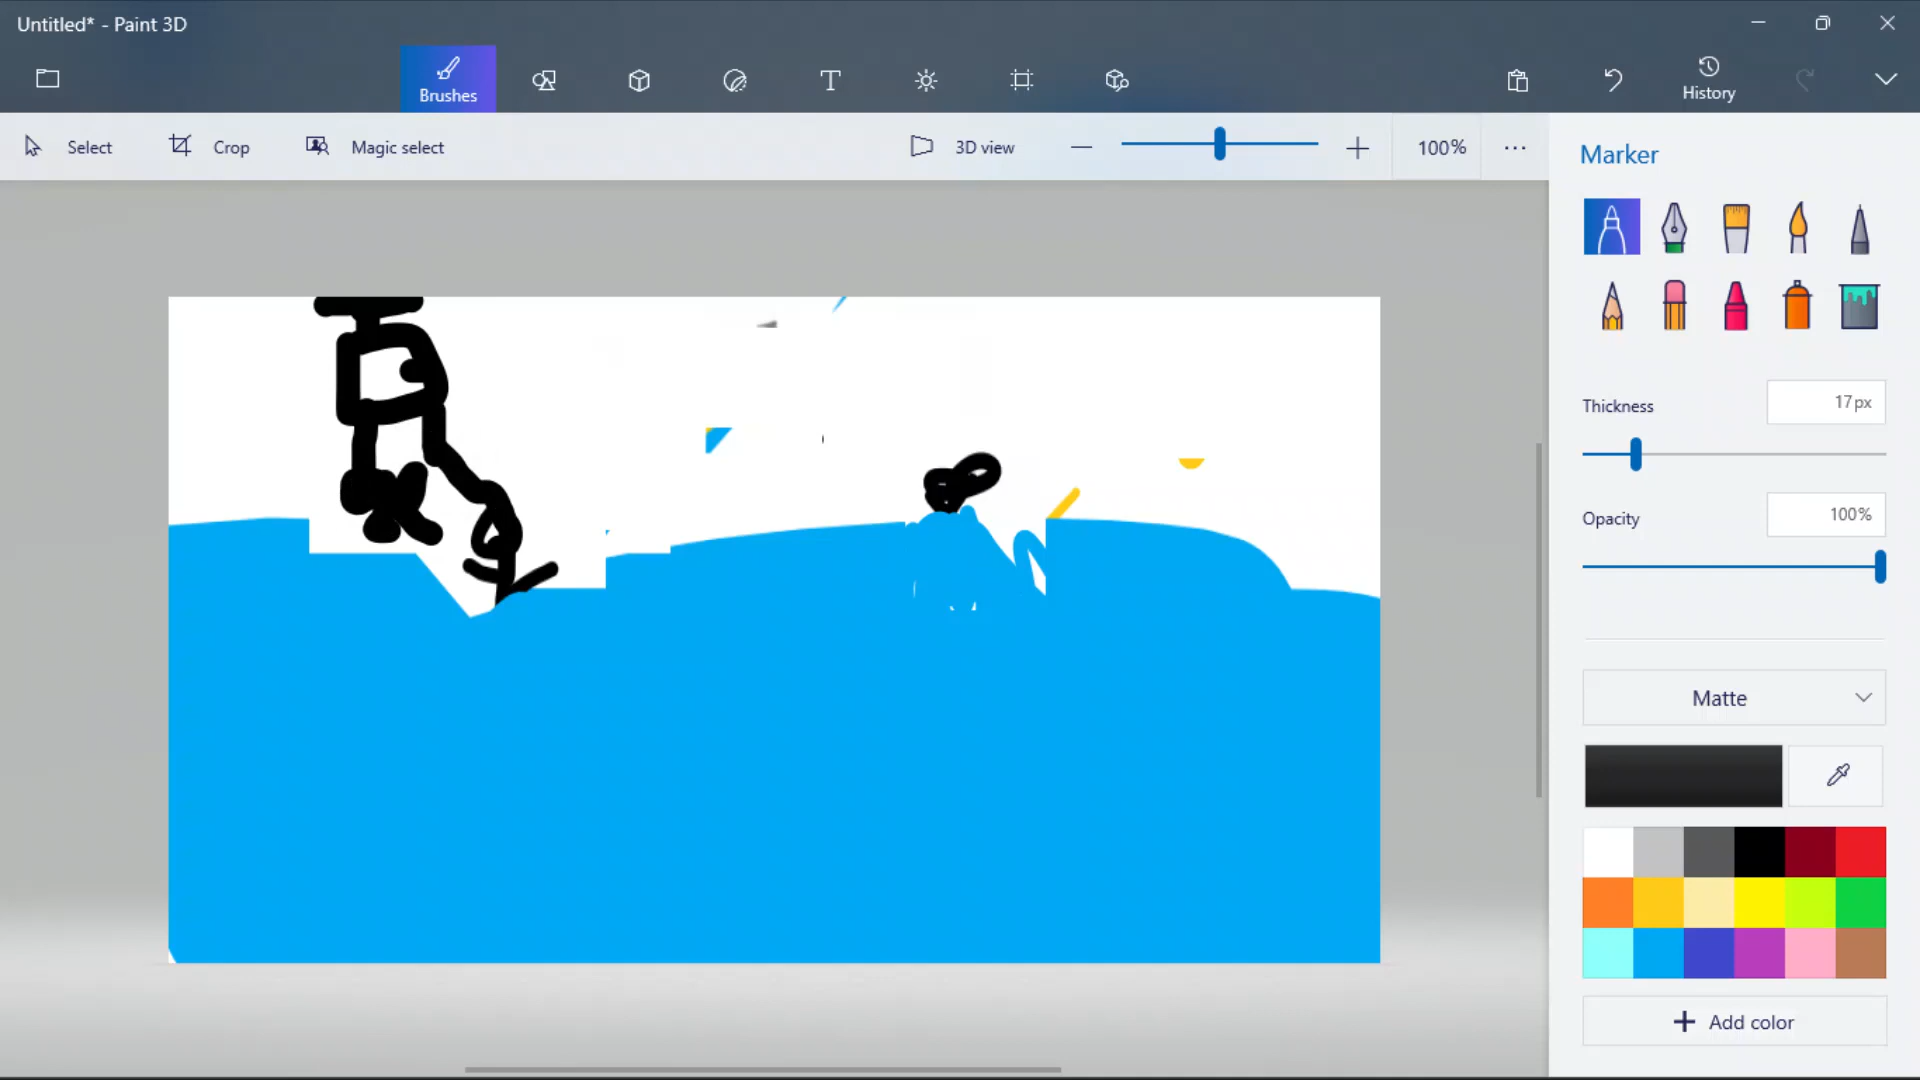 Untitled* - Paint 3D
Brushes
T
History
Select
Crop
Magic select
3D view
100%
Marker
Thickness
17px
Opacity
100%
Matte
Add color